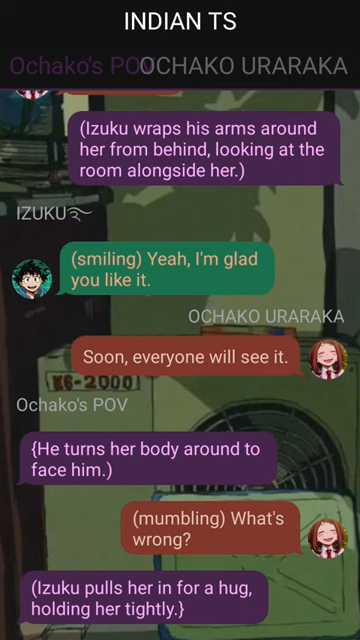 INDIAN TS
Ochako's POV
OCHAKO URARAKA
(Izuku wraps his arms around
her from behind, looking at the
room alongside her.)
IZUKU
(smiling) Yeah, I'm glad
you like it.
OCHAKO URARAKA
Soon, everyone will see it.
K6-2000
Ochako's POV
{He turns her body around to
face him.)
(mumbling) What's
wrong?
(Izuku pulls her in for a hug,
holding her tightly.}